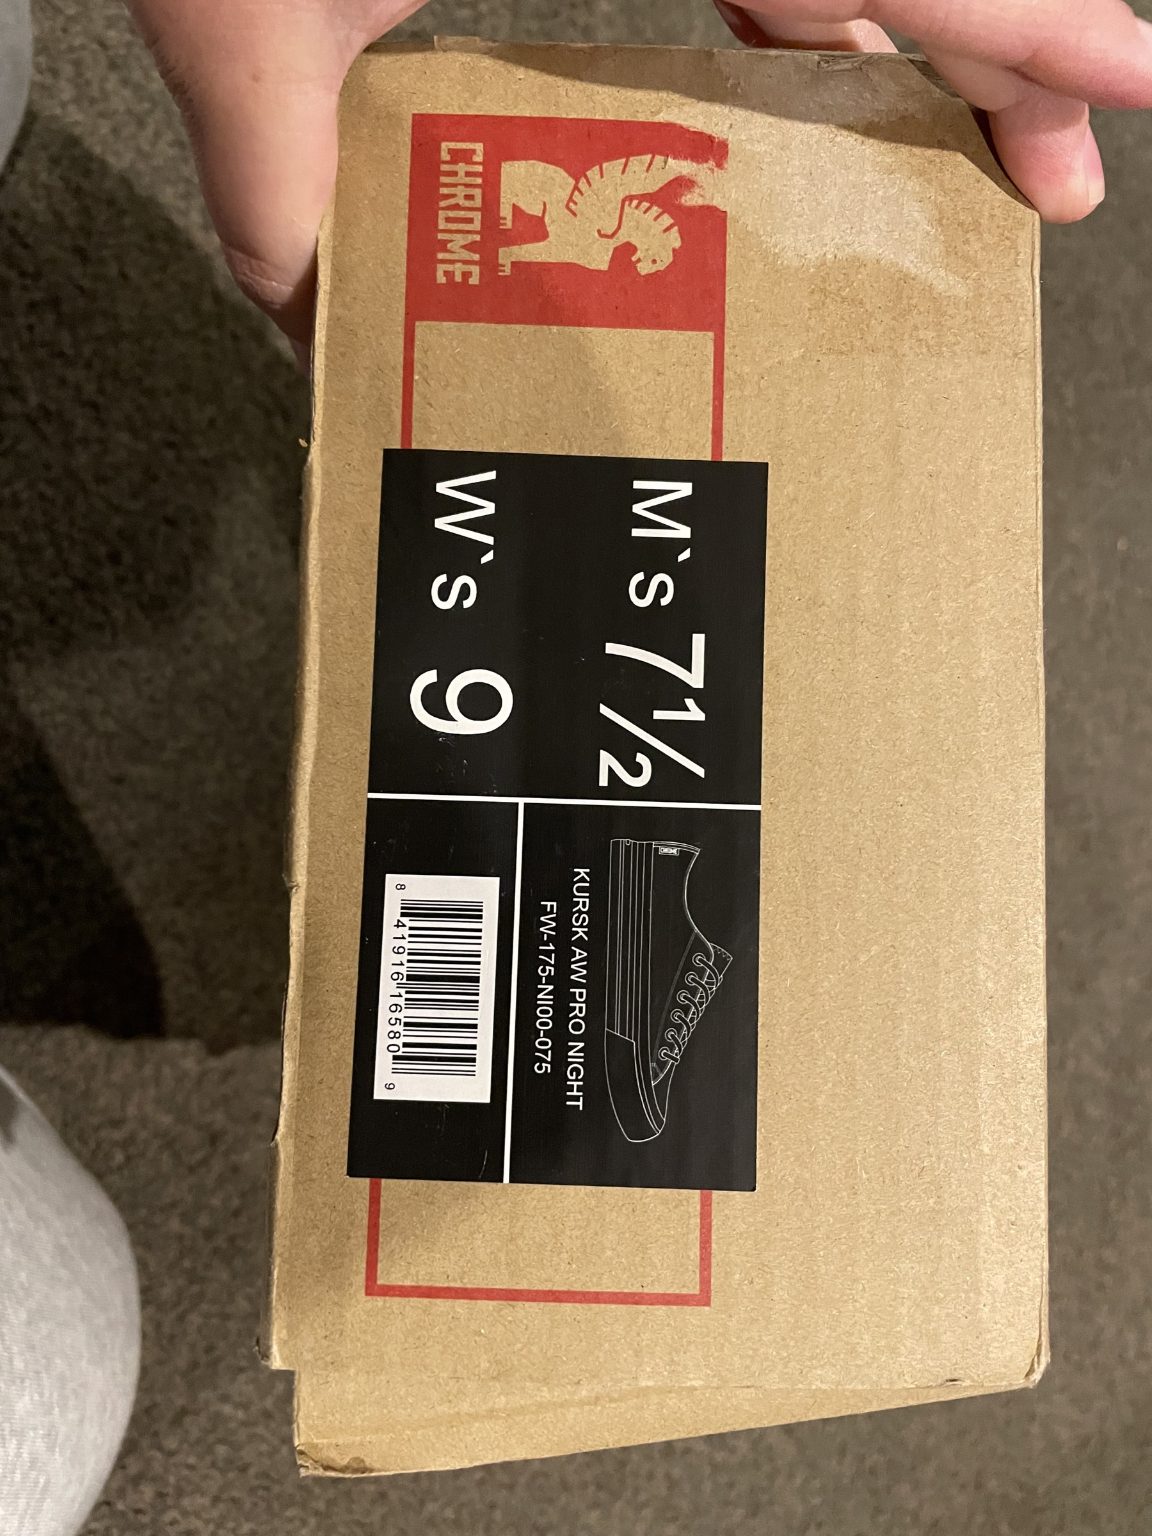 CHROME
M`s 7½
W`s 9
KURSK AW PRO NIGHT
FW-175-NI00-075
8 41916 16580 9